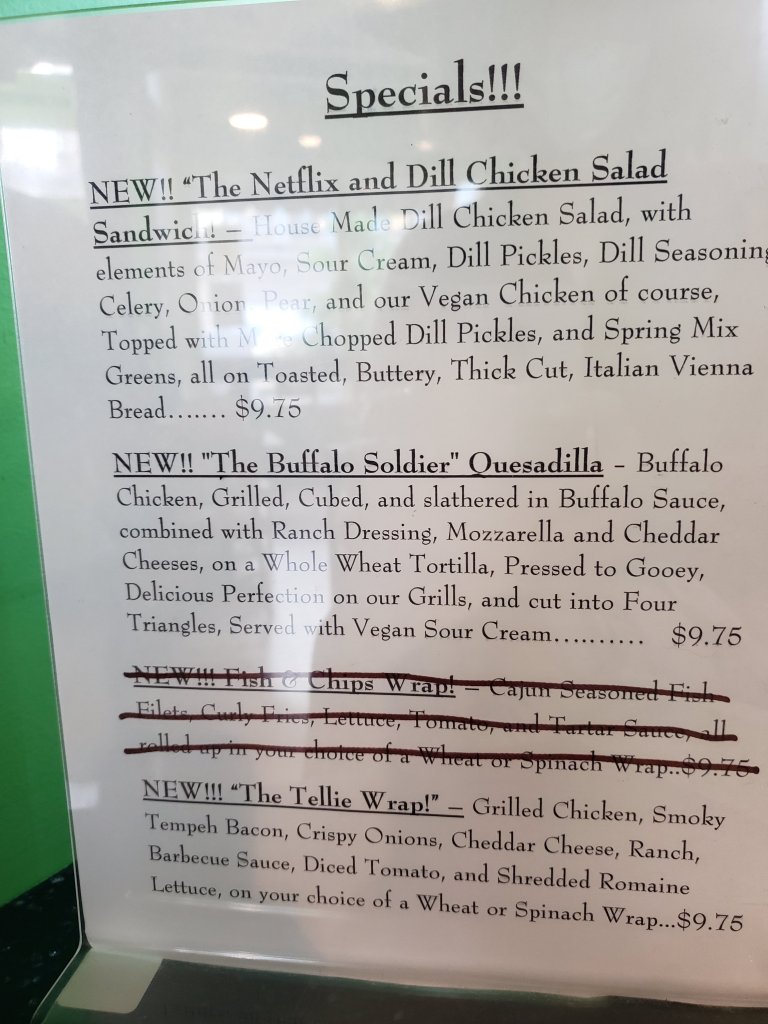 Specials!!!
NEW!! “The Netflix and Dill Chicken Salad
Sandwich! – House Made Dill Chicken Salad, with
elements of Mayo, Sour Cream, Dill Pickles, Dill Seasoning
Celery, Onion, Pear, and our Vegan Chicken of course,
Topped with More Chopped Dill Pickles, and Spring Mix
Greens, all on Toasted, Buttery, Thick Cut, Italian Vienna
Bread....... $9.75
NEW!! "The Buffalo Soldier" Quesadilla - Buffalo
Chicken, Grilled, Cubed, and slathered in Buffalo Sauce,
combined with Ranch Dressing, Mozzarella and Cheddar
Cheeses, on a Whole Wheat Tortilla, Pressed to Gooey,
Delicious Perfection on our Grills, and cut into Four
Triangles, Served with Vegan Sour Cream.......... $9.75
NEW!!! Fish & Chips Wrap! – Cajun Seasoned Fish
Filets, Curly Fries, Lettuce, Tomato, and Tartar Sauce, all
rolled up in your choice of a Wheat or Spinach Wrap..$9.75
NEW!!! “The Tellie Wrap!” – Grilled Chicken, Smoky
Tempeh Bacon, Crispy Onions, Cheddar Cheese, Ranch,
Barbecue Sauce, Diced Tomato, and Shredded Romaine
Lettuce, on your choice of a Wheat or Spinach Wrap...$9.75